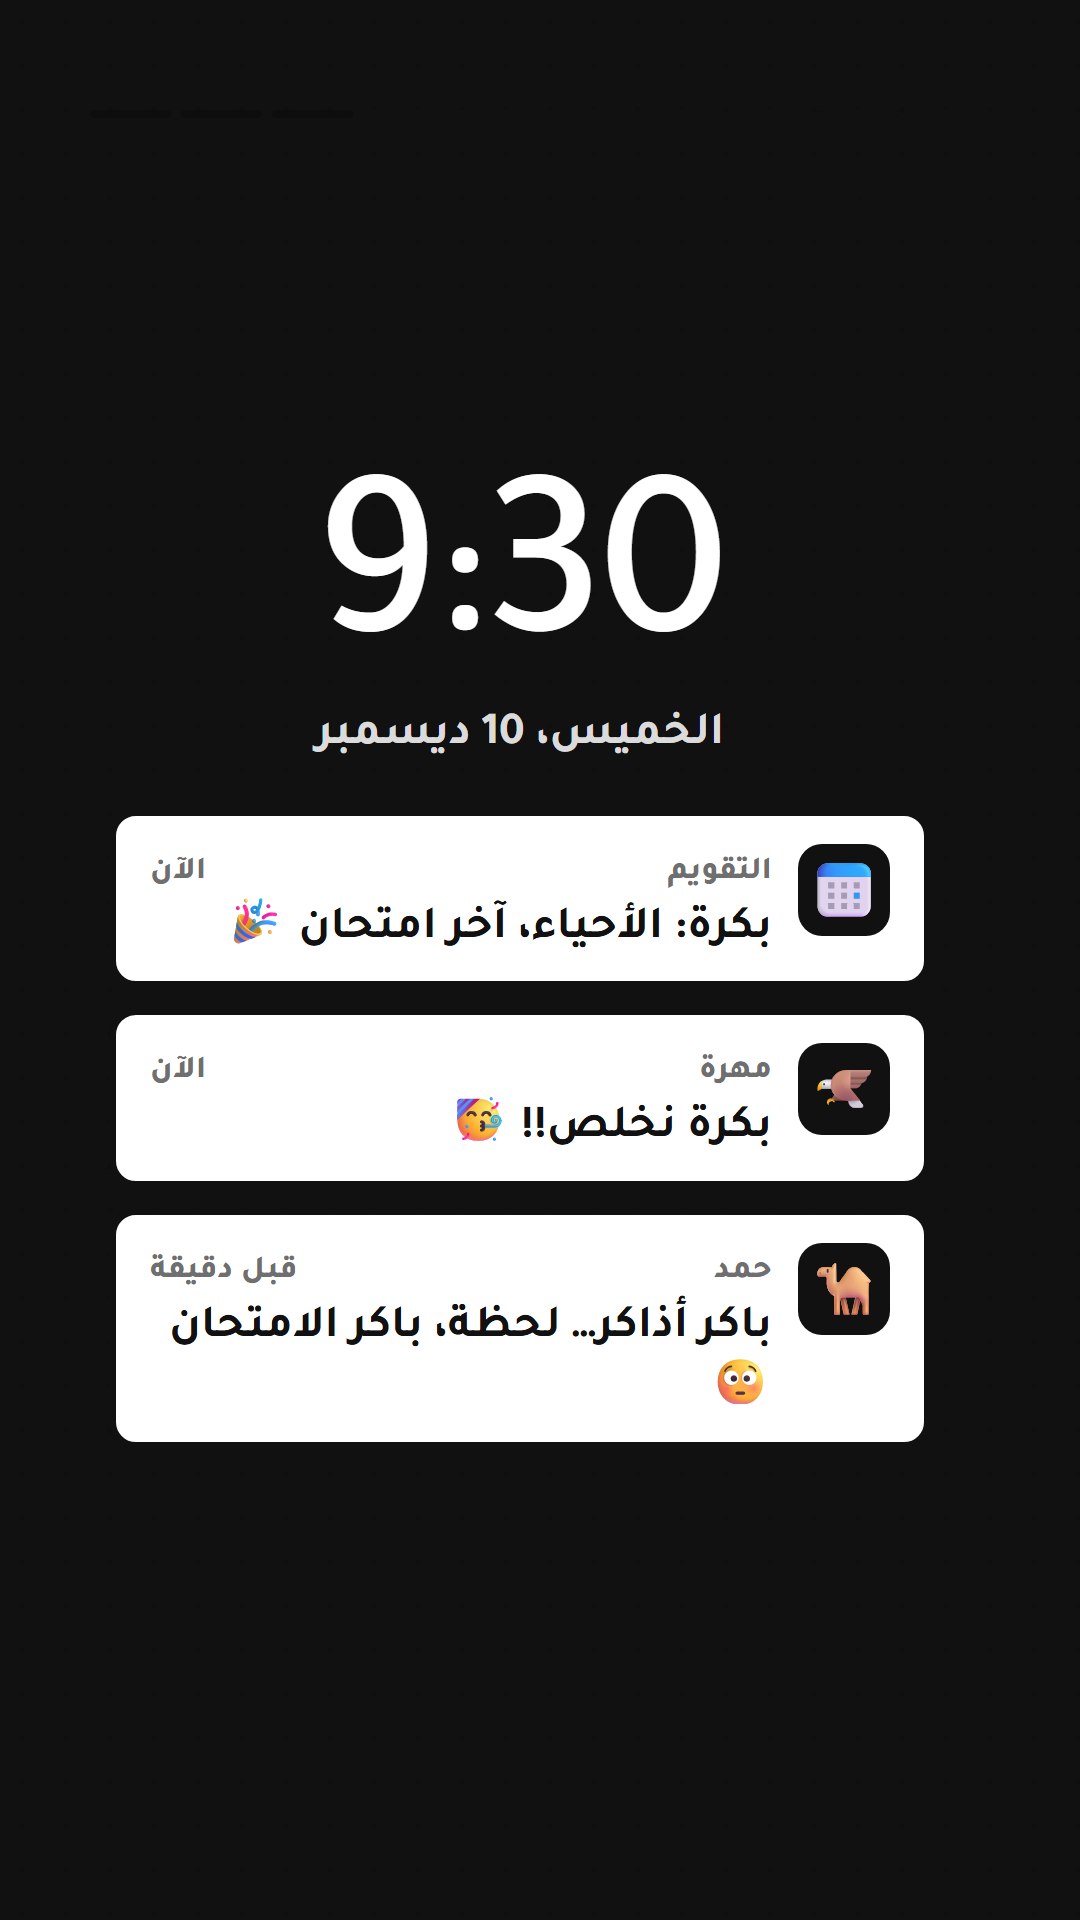 9:30
الخميس، 10 ديسمبر
التقويم
الآن
بكرة: الأحياء، آخر امتحان 🎉
مهرة
الآن
بكرة نخلص!! 🥳
حمد
قبل دقيقة
باكر أذاكر… لحظة، باكر الامتحان
😳